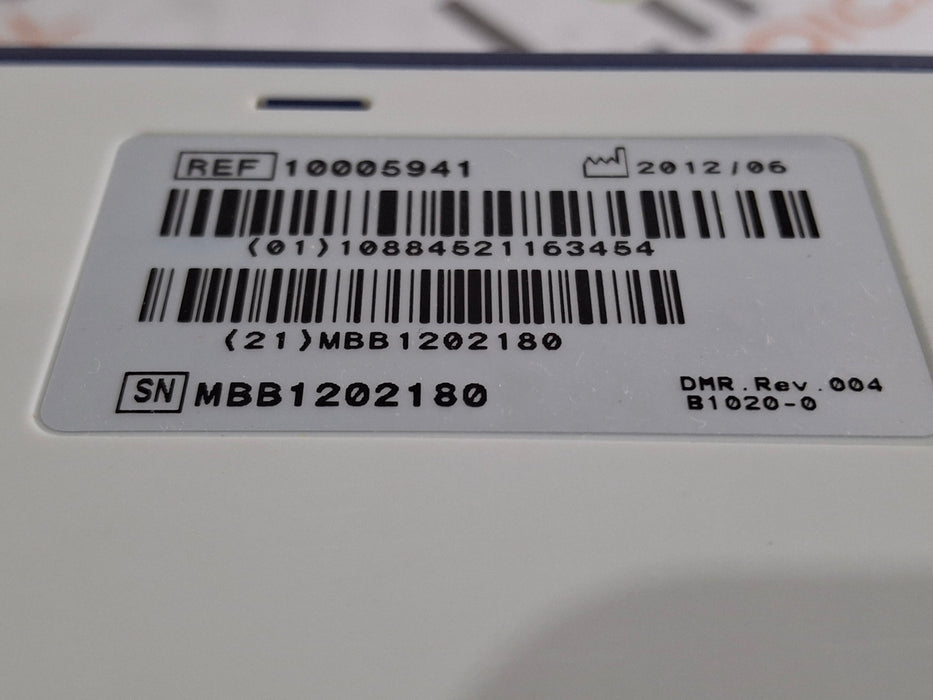 REF 10005941 2012/06
(01)10884521163454
(21)MBB1202180
SN MBB1202180
DMR.Rev.004
B1020-0